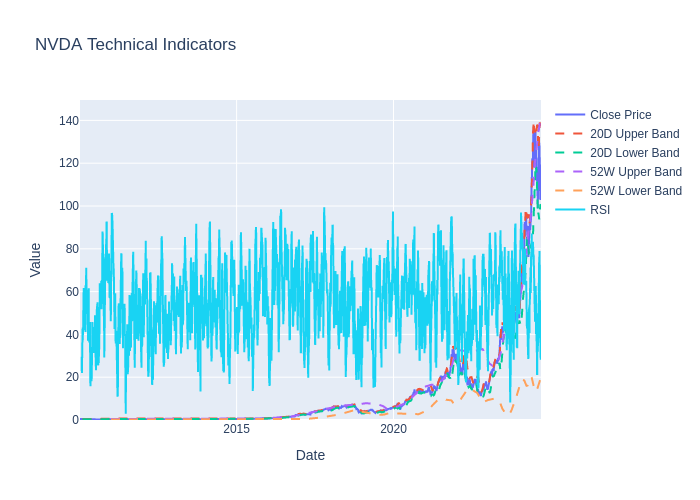 NVDA Technical Indicators
Value
140
120
100
80
60
40
20
0
2015
2020
Date
Close Price
20D Upper Band
20D Lower Band
52W Upper Band
52W Lower Band
RSI